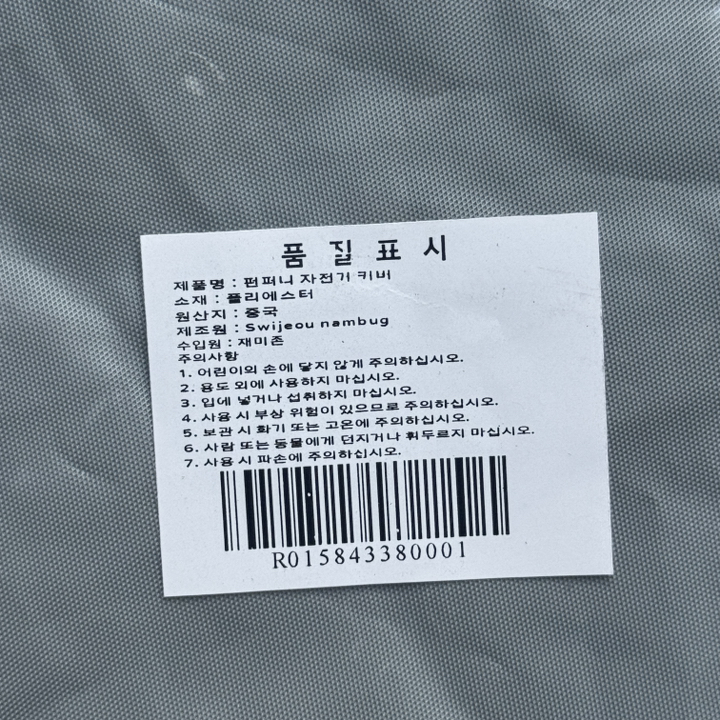 품 질 표 시
제품명 : 펀퍼니 자전거 커버
소재 : 폴리에스터
원산지 : 중국
제조원 : Swijeou nambug
수입원 : 재미존
주의사항
1. 어린이의 손에 닿지 않게 주의하십시오.
2. 용도 외에 사용하지 마십시오.
3. 입에 넣거나 섭취하지 마십시오.
4. 사용 시 부상 위험이 있으므로 주의하십시오.
5. 보관 시 화기 또는 고온에 주의하십시오.
6. 사람 또는 동물에게 던지거나 휘두르지 마십시오.
7. 사용 시 파손에 주의하십시오.
R015843380001